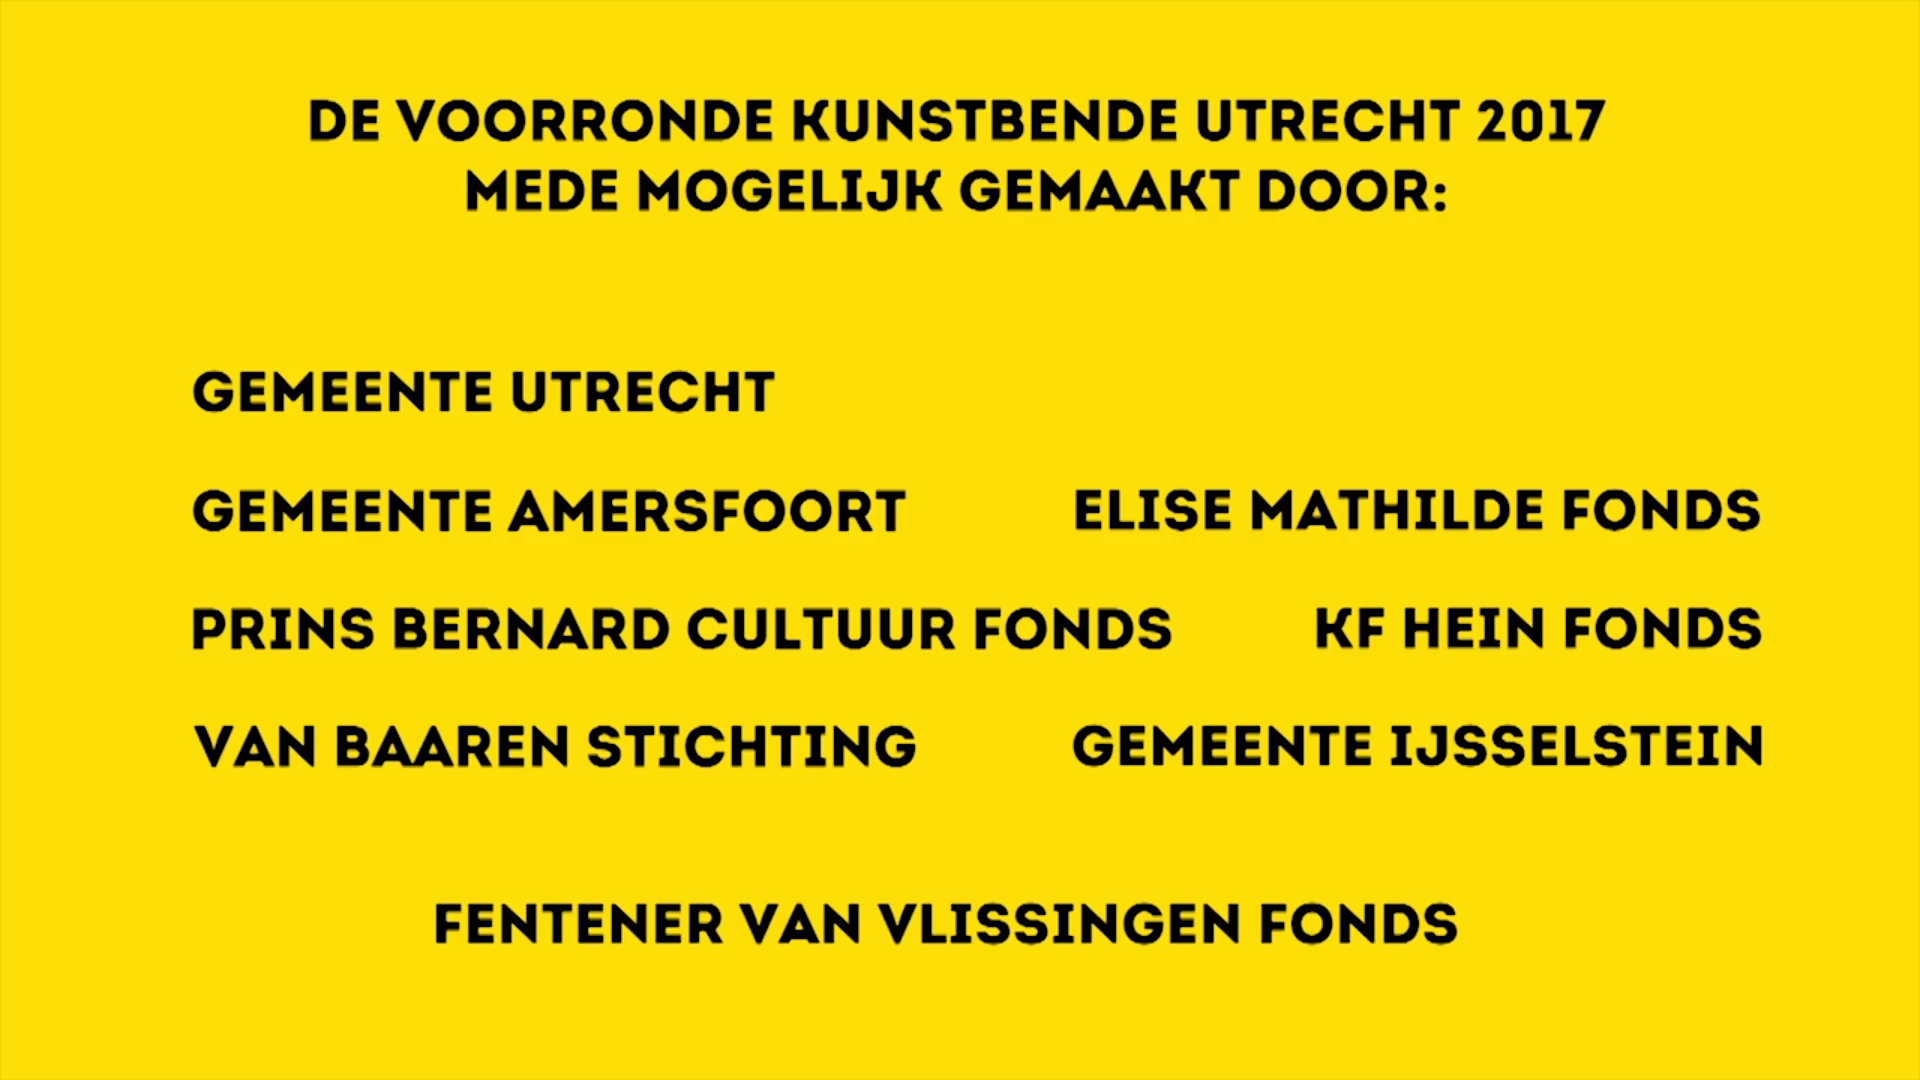 DE VOORRONDE KUNSTBENDE UTRECHT 2017
MEDE MOGELIJK GEMAAKT DOOR:
GEMEENTE UTRECHT
GEMEENTE AMERSFOORT
ELISE MATHILDE FONDS
PRINS BERNARD CULTUUR FONDS
KF HEIN FONDS
VAN BAAREN STICHTING
GEMEENTE IJSSELSTEIN
FENTENER VAN VLISSINGEN FONDS